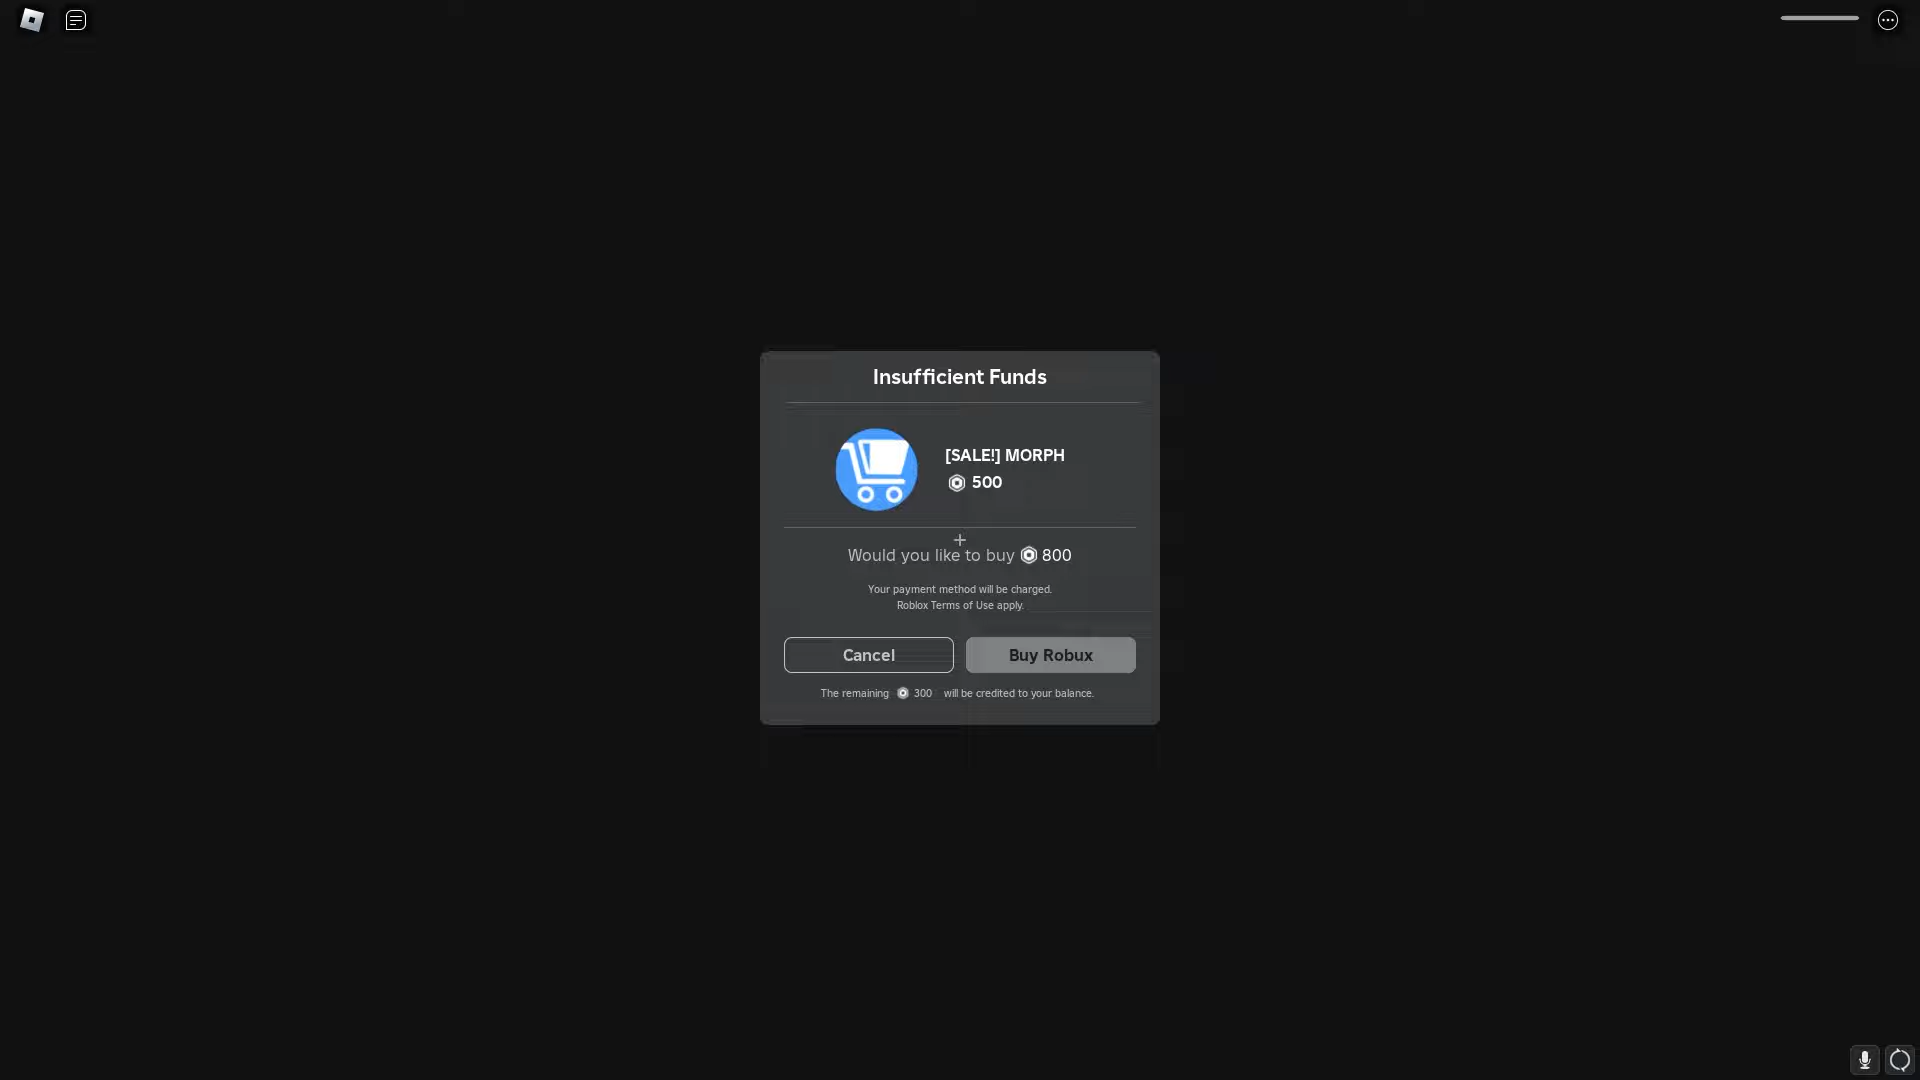 Insufficient Funds
[SALE!] MORPH
500
Would you like to buy 800
Your payment method will be charged.
Roblox Terms of Use apply.
Cancel
Buy Robux
The remaining 300 will be credited to your balance.